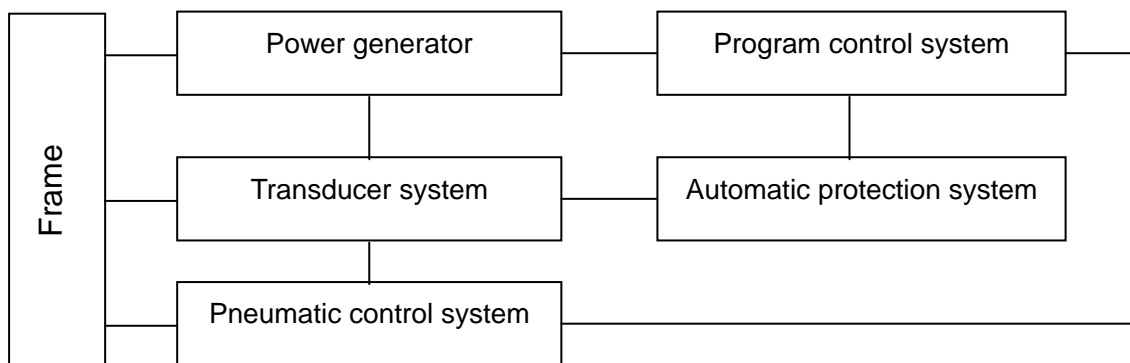 Frame
Power generator
Program control system
Transducer system
Automatic protection system
Pneumatic control system